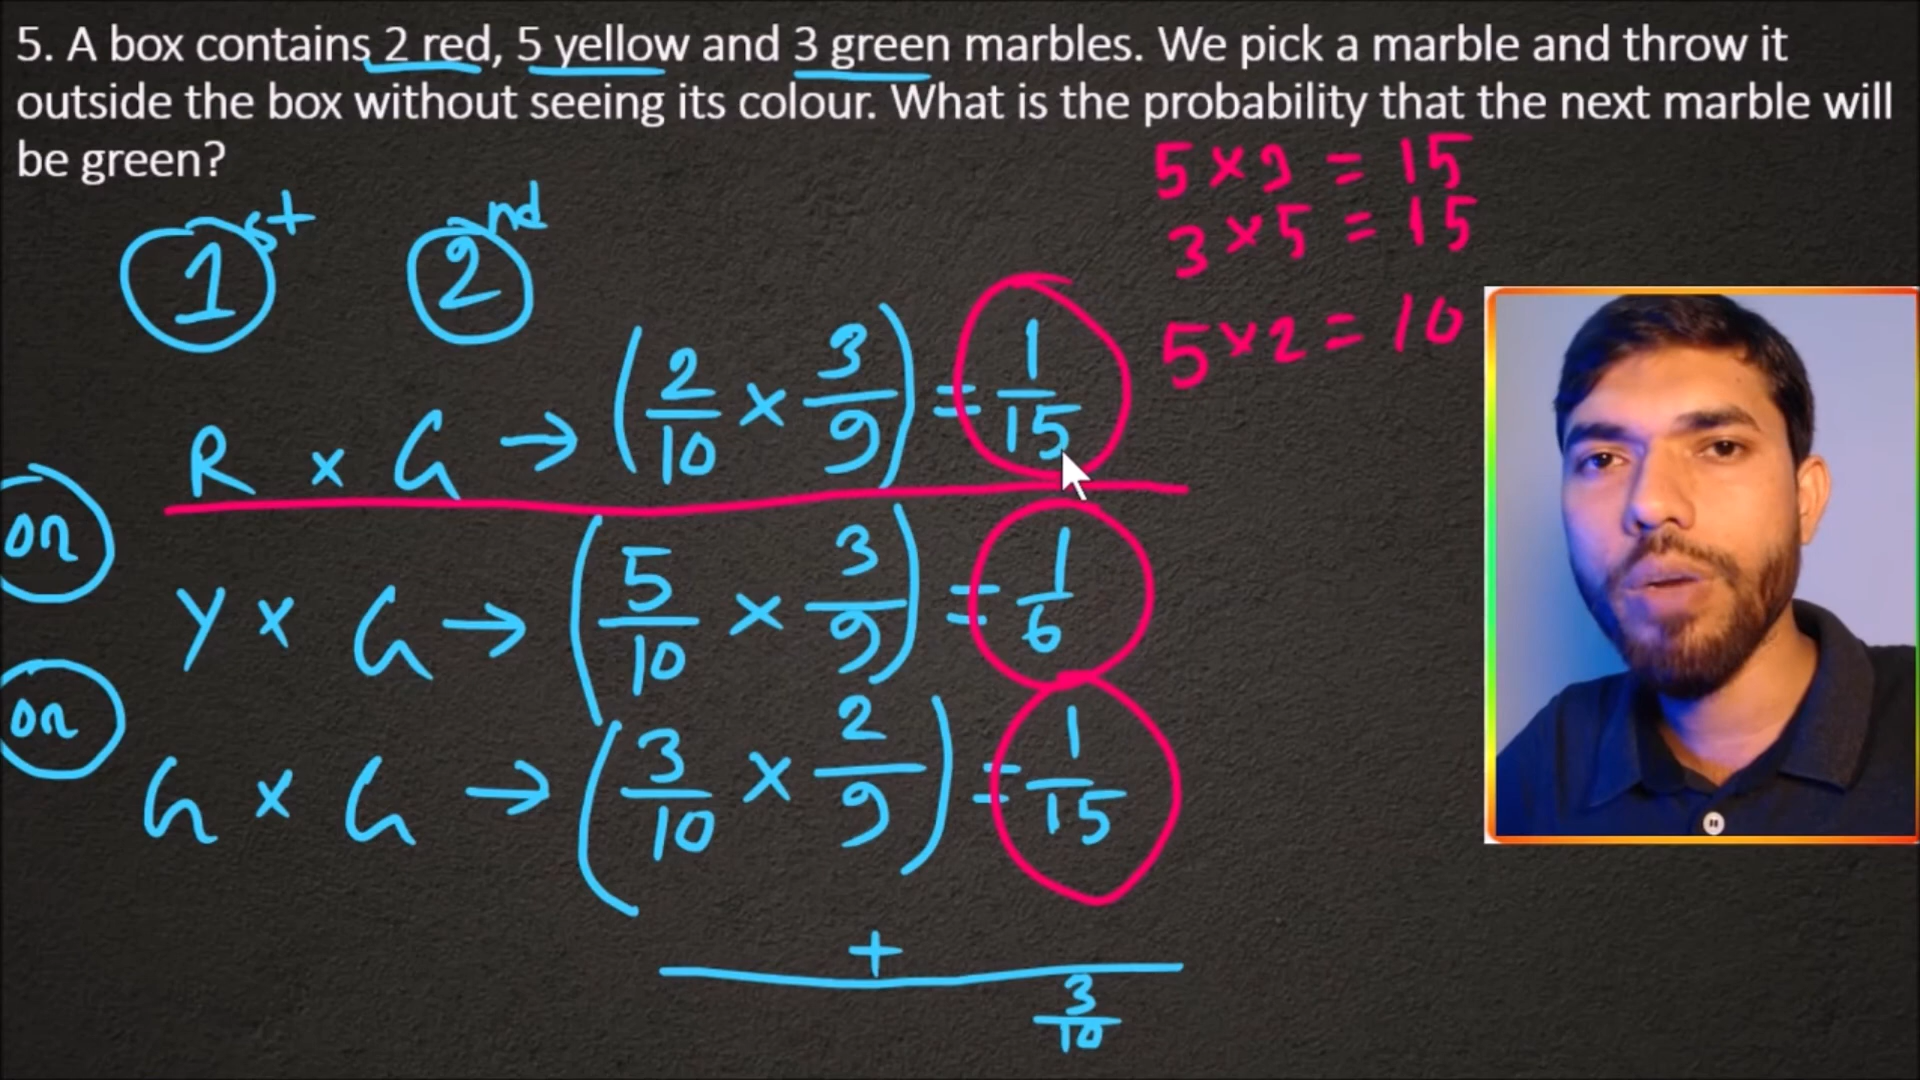 5. A box contains 2 red, 5 yellow and 3 green marbles. We pick a marble and throw it
outside the box without seeing its colour. What is the probability that the next marble will
be green?
5 × 3 = 15
3 × 5 = 15
5 × 2 = 10
1st 2nd
R × G → (2/10 × 3/9) = 1/15
or
Y × G → (5/10 × 3/9) = 1/6
or
G × G → (3/10 × 2/9) = 1/15
+
3/10